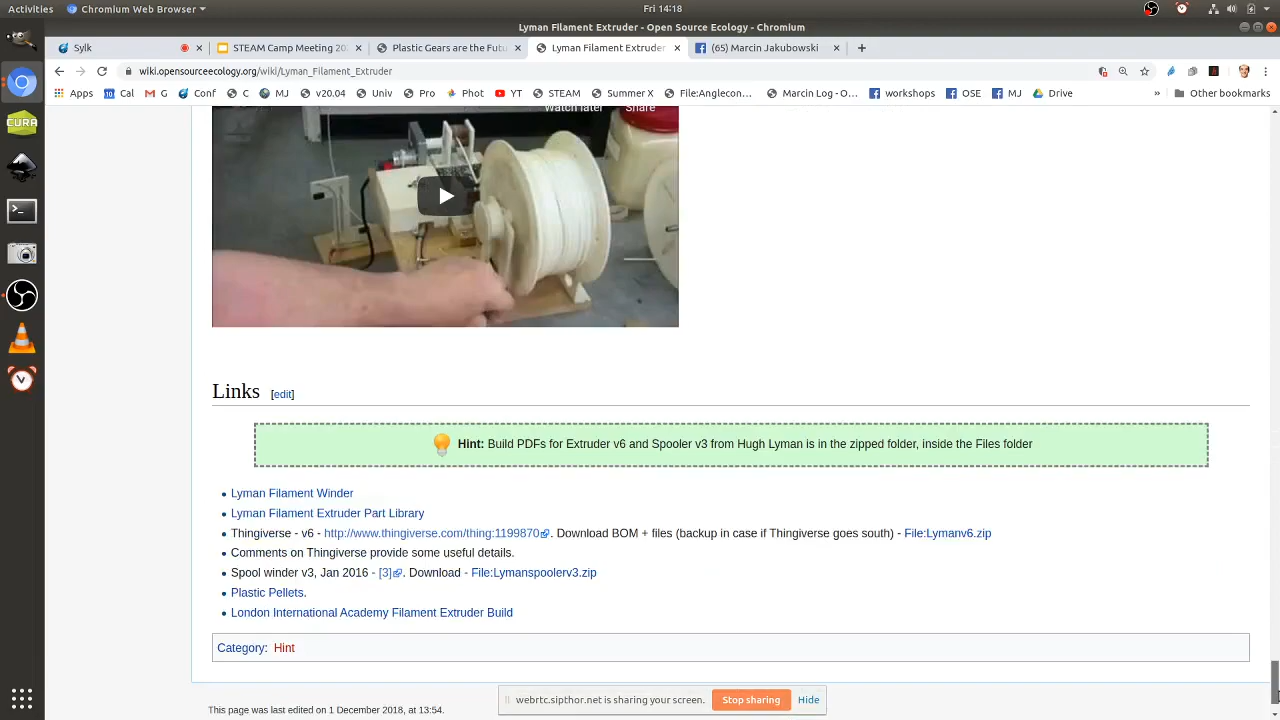 Activities
Chromium Web Browser
Fri 14:18
Lyman Filament Extruder - Open Source Ecology - Chromium
Sylk
STEAM Camp Meeting 20
Plastic Gears are the Futu
Lyman Filament Extruder
(65) Marcin Jakubowski
wiki.opensourceecology.org/wiki/Lyman_Filament_Extruder
Apps
Cal
G
Conf
C
MJ
v20.04
Univ
Pro
Phot
YT
STEAM
Summer X
File:Anglecon...
Marcin Log - O...
workshops
OSE
MJ
Drive
»
Other bookmarks
CURA
Watch later
Share
Links [edit]
Hint: Build PDFs for Extruder v6 and Spooler v3 from Hugh Lyman is in the zipped folder, inside the Files folder
Lyman Filament Winder
Lyman Filament Extruder Part Library
Thingiverse - v6 - http://www.thingiverse.com/thing:1199870. Download BOM + files (backup in case if Thingiverse goes south) - File:Lymanv6.zip
Comments on Thingiverse provide some useful details.
Spool winder v3, Jan 2016 - [3]. Download - File:Lymanspoolerv3.zip
Plastic Pellets.
London International Academy Filament Extruder Build
Category: Hint
webrtc.sipthor.net is sharing your screen.
Stop sharing
Hide
This page was last edited on 1 December 2018, at 13:54.